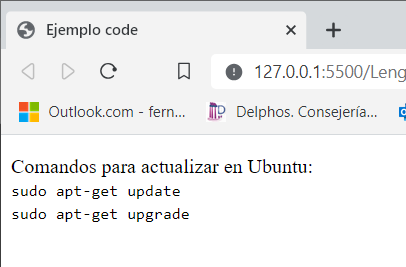 Ejemplo code
127.0.0.1:5500/Leng
Outlook.com - fern...
Delphos. Consejería...
Comandos para actualizar en Ubuntu:
sudo apt-get update
sudo apt-get upgrade